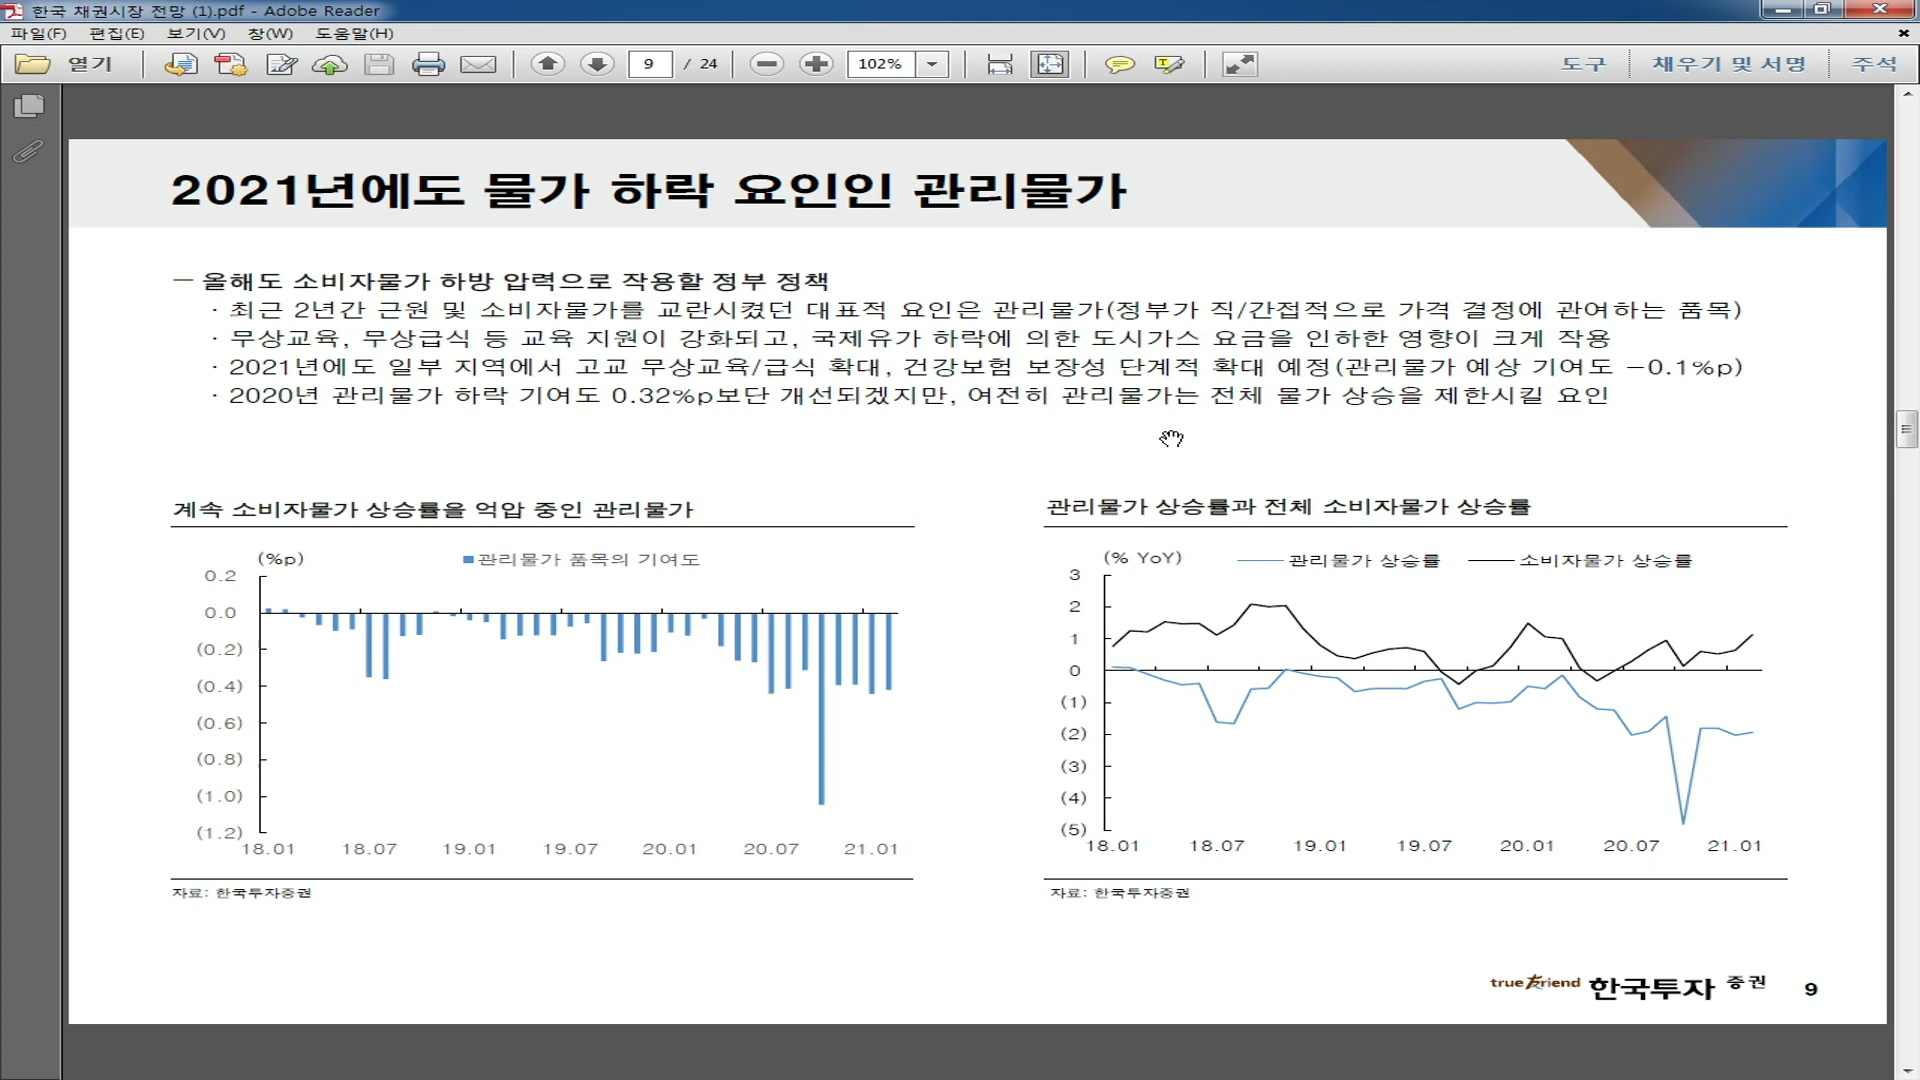 한국 채권시장 전망 (1).pdf - Adobe Reader
파일(F) 편집(E) 보기(V) 창(W) 도움말(H)
열기 9 / 24 102% 도구 채우기 및 서명 주석
2021년에도 물가 하락 요인인 관리물가
− 올해도 소비자물가 하방 압력으로 작용할 정부 정책
· 최근 2년간 근원 및 소비자물가를 교란시켰던 대표적 요인은 관리물가(정부가 직/간접적으로 가격 결정에 관여하는 품목)
· 무상교육, 무상급식 등 교육 지원이 강화되고, 국제유가 하락에 의한 도시가스 요금을 인하한 영향이 크게 작용
· 2021년에도 일부 지역에서 고교 무상교육/급식 확대, 건강보험 보장성 단계적 확대 예정(관리물가 예상 기여도 −0.1%p)
· 2020년 관리물가 하락 기여도 0.32%p보단 개선되겠지만, 여전히 관리물가는 전체 물가 상승을 제한시킬 요인
계속 소비자물가 상승률을 억압 중인 관리물가
(%p) 관리물가 품목의 기여도
0.2
0.0
(0.2)
(0.4)
(0.6)
(0.8)
(1.0)
(1.2)
18.01 18.07 19.01 19.07 20.01 20.07 21.01
자료: 한국투자증권
관리물가 상승률과 전체 소비자물가 상승률
(% YoY) 관리물가 상승률 소비자물가 상승률
3
2
1
0
(1)
(2)
(3)
(4)
(5)
18.01 18.07 19.01 19.07 20.01 20.07 21.01
자료: 한국투자증권
true friend 한국투자 증권 9